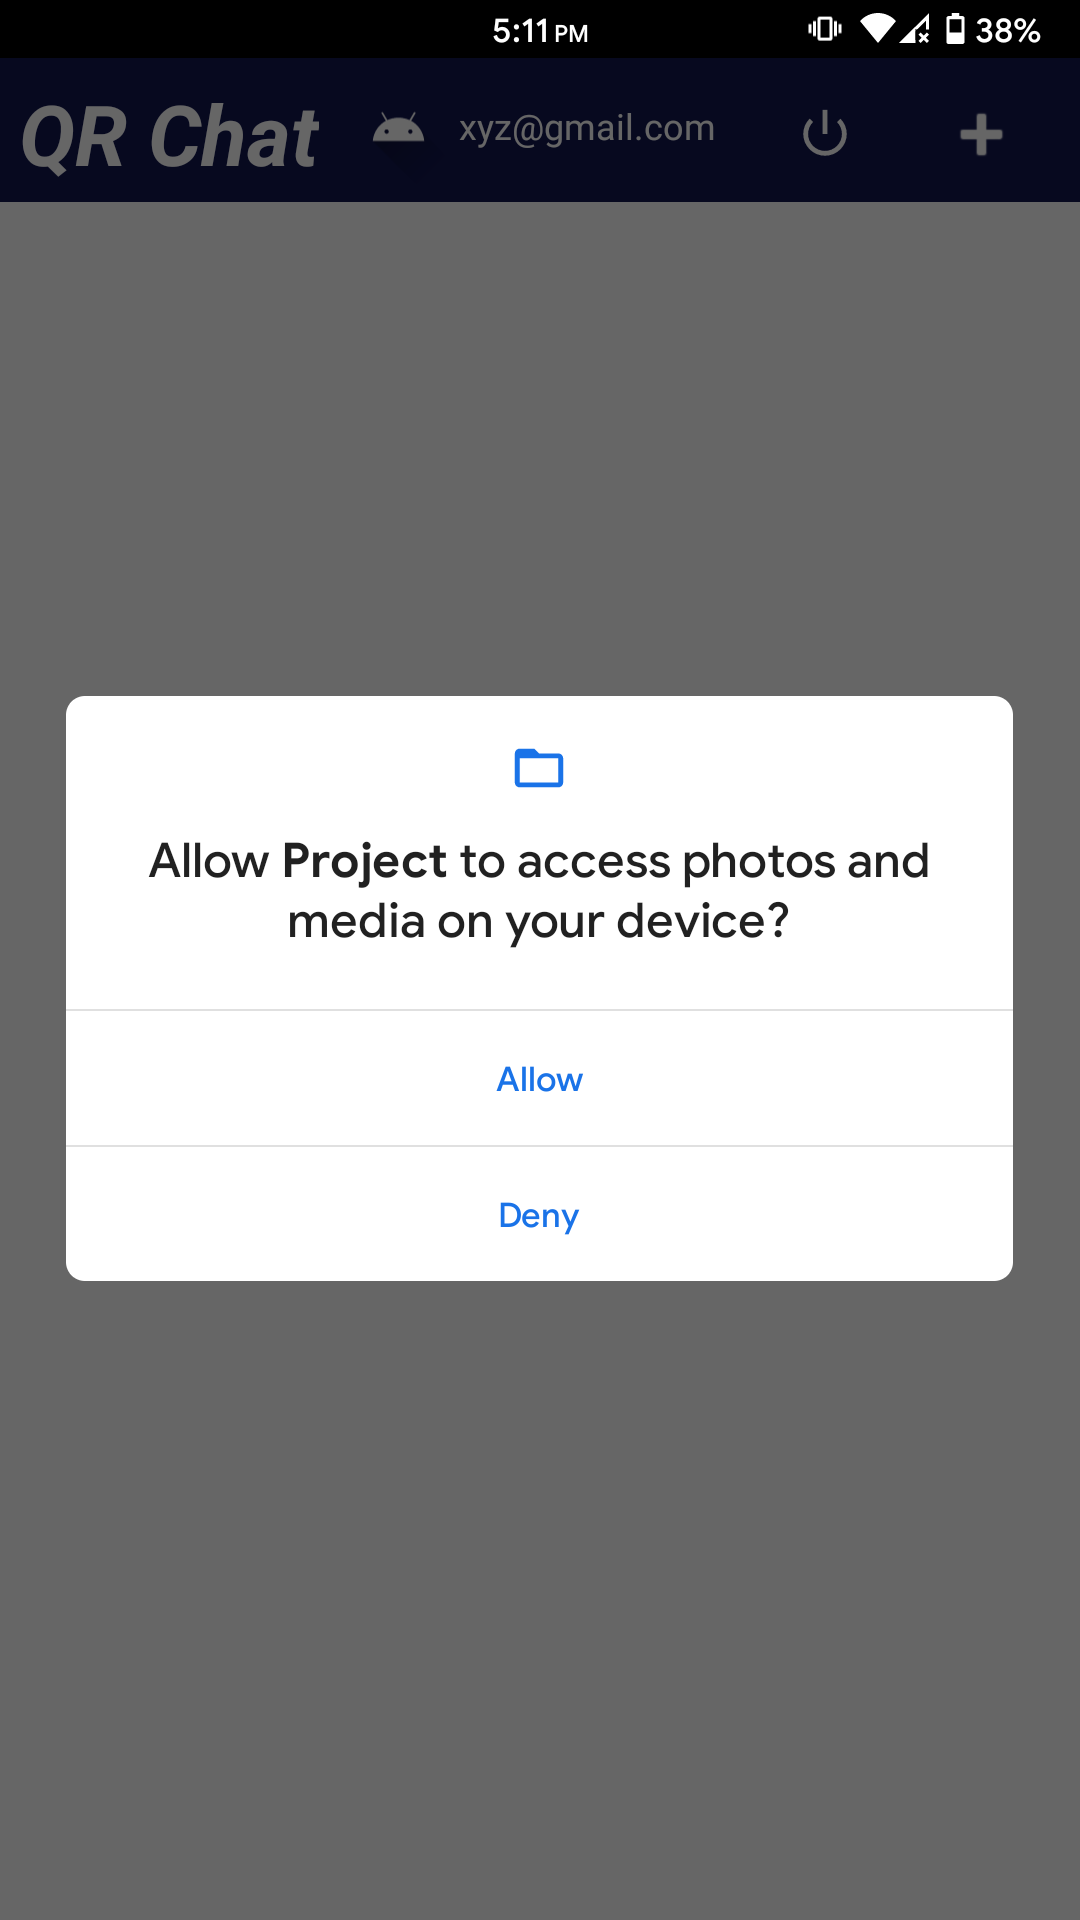 5:11 PM 38%
QR Chat xyz@gmail.com
Allow Project to access photos and
media on your device?
Allow
Deny